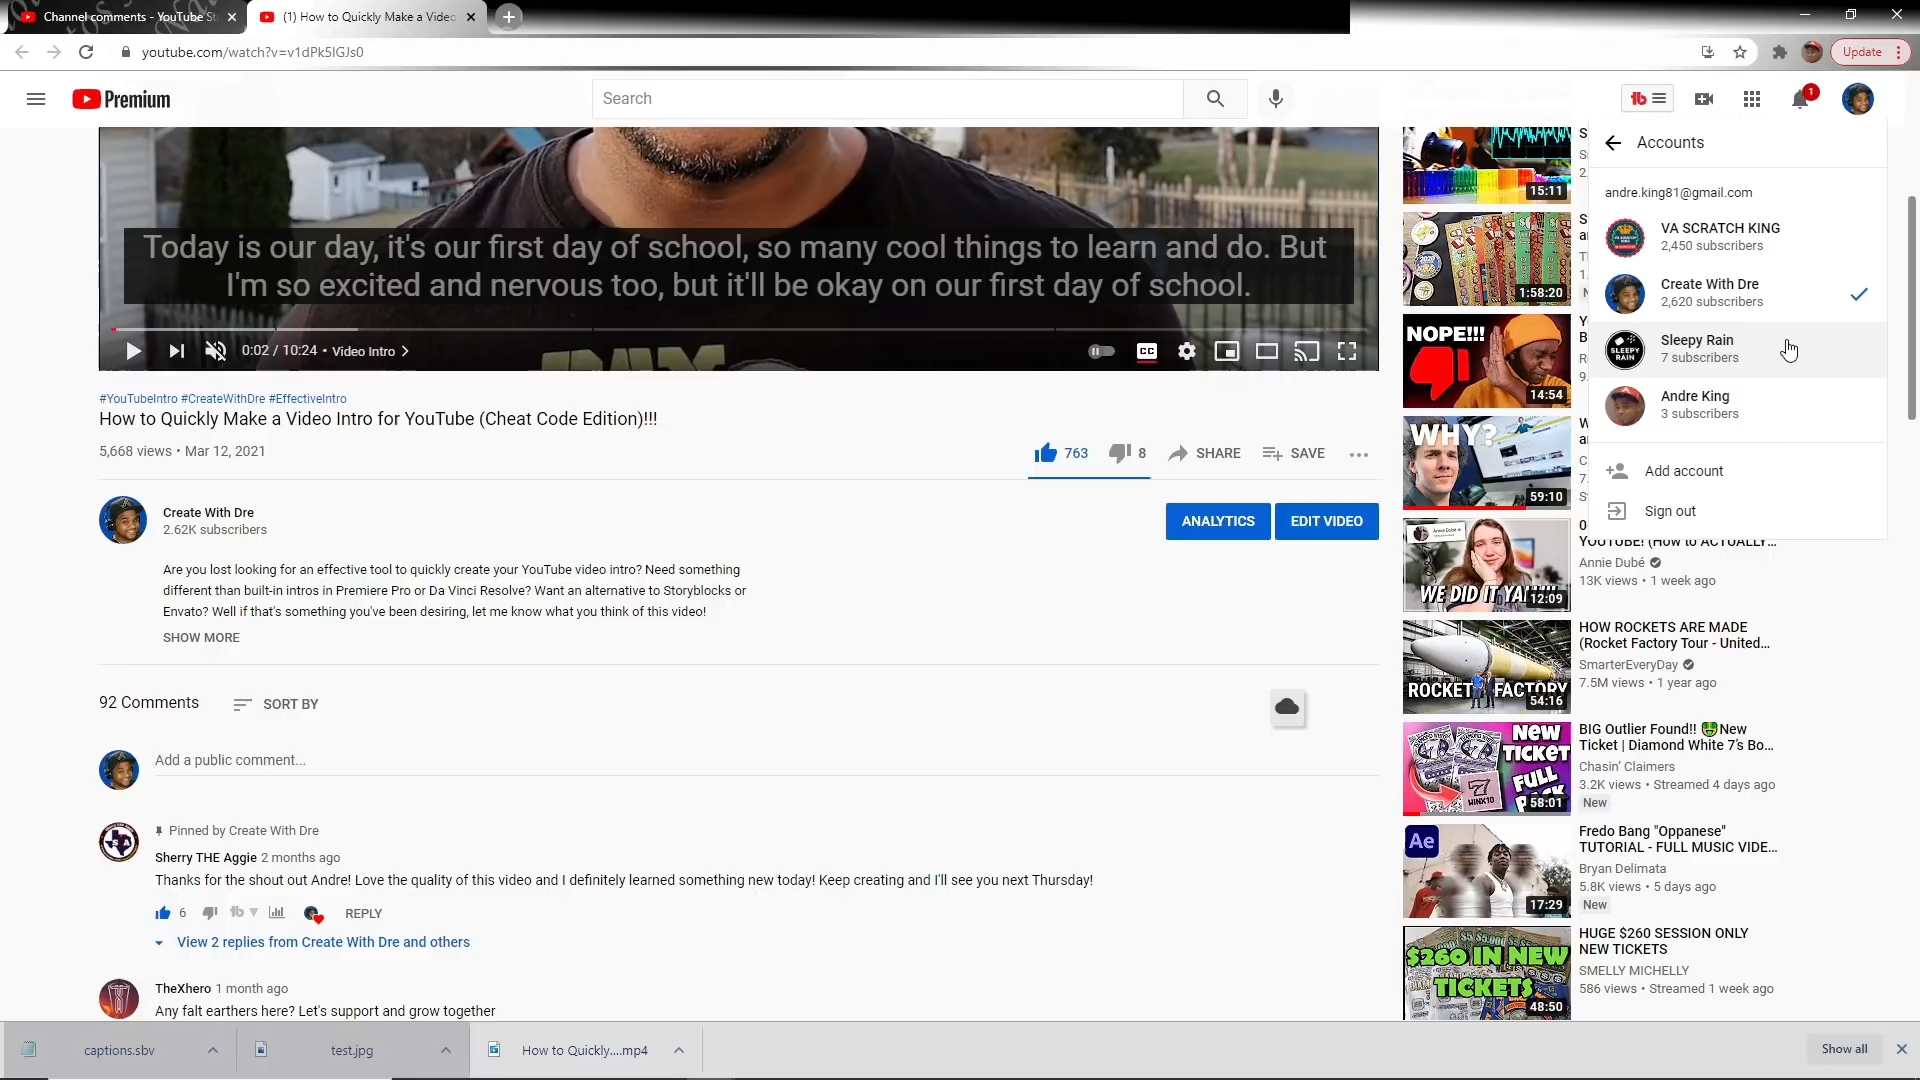 Channel comments - YouTube St
(1) How to Quickly Make a Video
youtube.com/watch?v=v1dPk5IGJs0
Update
Premium
Search
1
Today is our day, it's our first day of school, so many cool things to learn and do. But
I'm so excited and nervous too, but it'll be okay on our first day of school.
0:02 / 10:24 • Video Intro
CC
#YouTubeIntro #CreateWithDre #EffectiveIntro
How to Quickly Make a Video Intro for YouTube (Cheat Code Edition)!!!
5,668 views • Mar 12, 2021
763
8
SHARE
SAVE
Create With Dre
2.62K subscribers
ANALYTICS
EDIT VIDEO
Are you lost looking for an effective tool to quickly create your YouTube video intro? Need something
different than built-in intros in Premiere Pro or Da Vinci Resolve? Want an alternative to Storyblocks or
Envato? Well if that's something you've been desiring, let me know what you think of this video!
SHOW MORE
92 Comments
SORT BY
Add a public comment...
Pinned by Create With Dre
Sherry THE Aggie 2 months ago
Thanks for the shout out Andre! Love the quality of this video and I definitely learned something new today! Keep creating and I'll see you next Thursday!
6
REPLY
View 2 replies from Create With Dre and others
TheXhero 1 month ago
Any falt earthers here? Let's support and grow together
Accounts
andre.king81@gmail.com
VA SCRATCH KING
2,450 subscribers
Create With Dre
2,620 subscribers
SLEEPY
RAIN
Sleepy Rain
7 subscribers
Andre King
3 subscribers
Add account
Sign out
15:11
1:58:20
NOPE!!!
14:54
WHY?
59:10
WE DID IT
12:09
YOUTUBE! (How to ACTUALLY...
Annie Dubé
13K views • 1 week ago
ROCKET FACTORY
54:16
HOW ROCKETS ARE MADE
(Rocket Factory Tour - United...
SmarterEveryDay
7.5M views • 1 year ago
NEW
TICKET
FULL
58:01
BIG Outlier Found!! 🤑New
Ticket | Diamond White 7's Bo...
Chasin' Claimers
3.2K views • Streamed 4 days ago
New
Ae
17:29
Fredo Bang "Oppanese"
TUTORIAL - FULL MUSIC VIDE...
Bryan Delimata
5.8K views • 5 days ago
New
$260 IN NEW
TICKETS
48:50
HUGE $260 SESSION ONLY
NEW TICKETS
SMELLY MICHELLY
586 views • Streamed 1 week ago
captions.sbv
test.jpg
How to Quickly....mp4
Show all